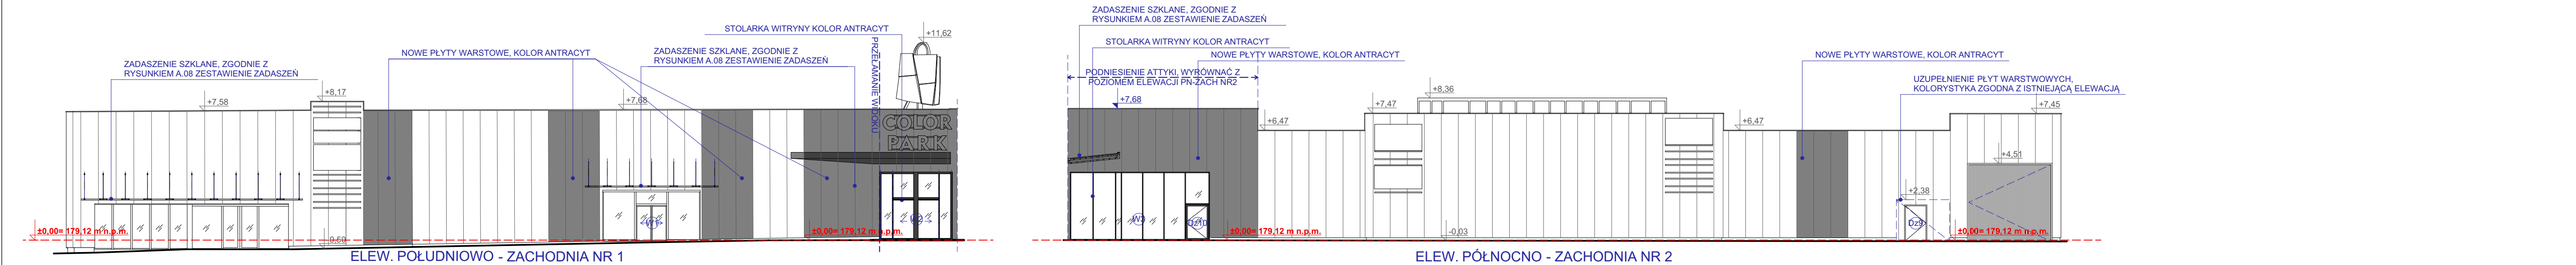 ZADASZENIE SZKLANE, ZGODNIE Z
RYSUNKIEM A.08 ZESTAWIENIE ZADASZEŃ
+7,58
+8,17
NOWE PŁYTY WARSTOWE, KOLOR ANTRACYT
+7,68
ZADASZENIE SZKLANE, ZGODNIE Z
RYSUNKIEM A.08 ZESTAWIENIE ZADASZEŃ
STOLARKA WITRYNY KOLOR ANTRACYT
PRZEŁAMANIE WIDOKU
+11,62
COLOR
PARK
W1
W2
±0,00= 179,12 m n.p.m.
-0,59
±0,00= 179,12 m n.p.m.
ELEW. POŁUDNIOWO - ZACHODNIA NR 1
ZADASZENIE SZKLANE, ZGODNIE Z
RYSUNKIEM A.08 ZESTAWIENIE ZADASZEŃ
STOLARKA WITRYNY KOLOR ANTRACYT
NOWE PŁYTY WARSTOWE, KOLOR ANTRACYT
PODNIESIENIE ATTYKI, WYRÓWNAĆ Z
POZIOMEM ELEWACJI PN-ZACH NR2
+7,68
+6,47
+7,47
+8,36
+6,47
NOWE PŁYTY WARSTOWE, KOLOR ANTRACYT
UZUPEŁNIENIE PŁYT WARSTWOWYCH,
KOLORYSTYKA ZGODNA Z ISTNIEJĄCĄ ELEWACJĄ
+7,45
+4,51
+2,38
W3
Dz10
Dz9
±0,00= 179,12 m n.p.m.
-0,03
±0,00= 179,12 m n.p.m.
ELEW. PÓŁNOCNO - ZACHODNIA NR 2